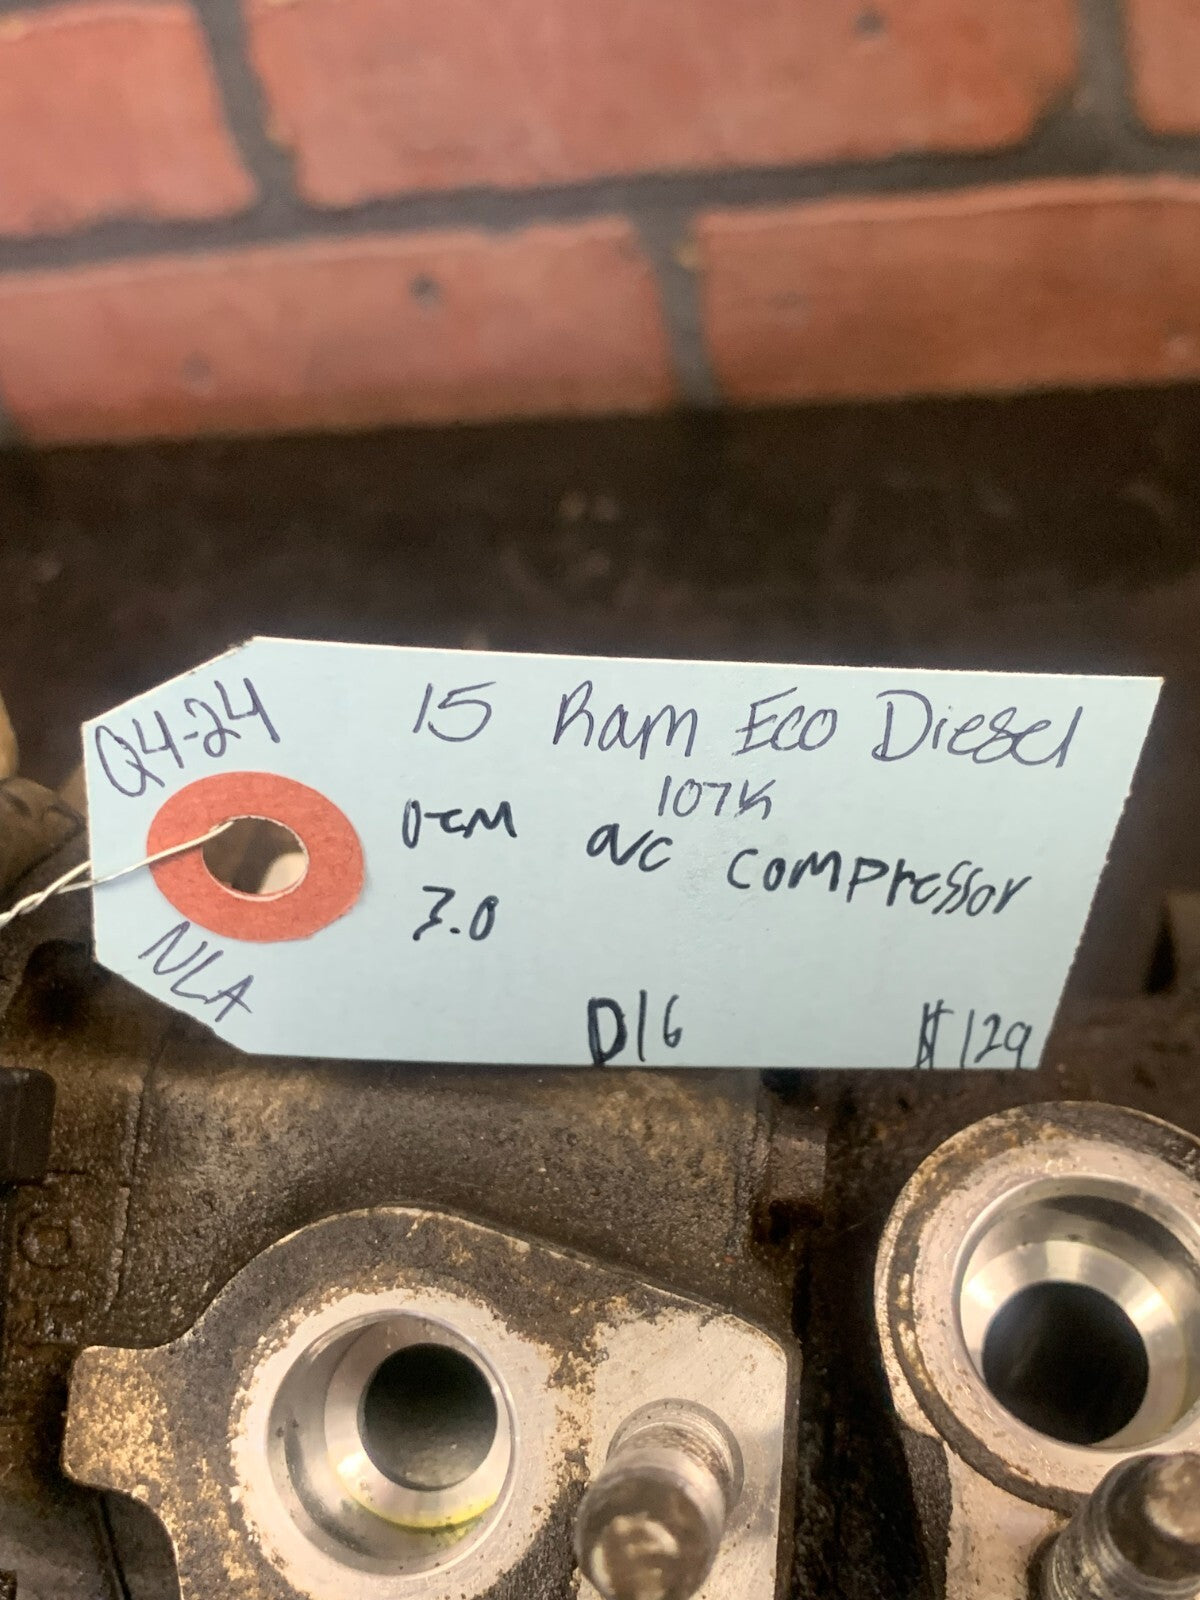 Q4-24
15 Ram Eco Diesel
107K
OEM a/c compressor
3.0
NLA
D16 $129